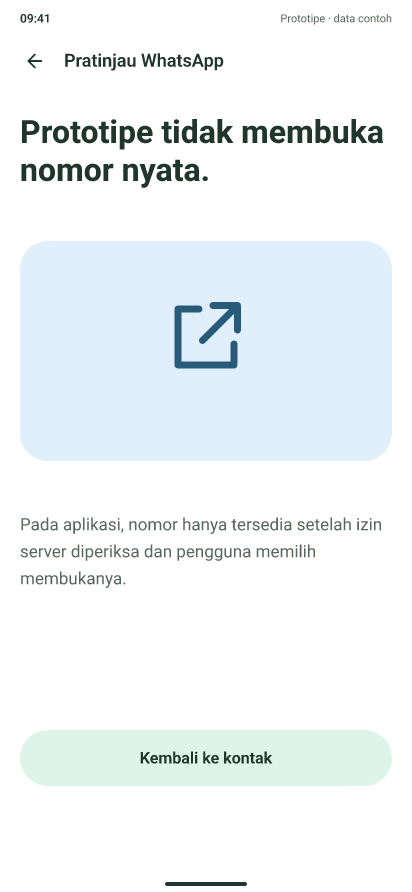 09:41
Prototipe · data contoh
Pratinjau WhatsApp
Prototipe tidak membuka
nomor nyata.
Pada aplikasi, nomor hanya tersedia setelah izin
server diperiksa dan pengguna memilih
membukanya.
Kembali ke kontak